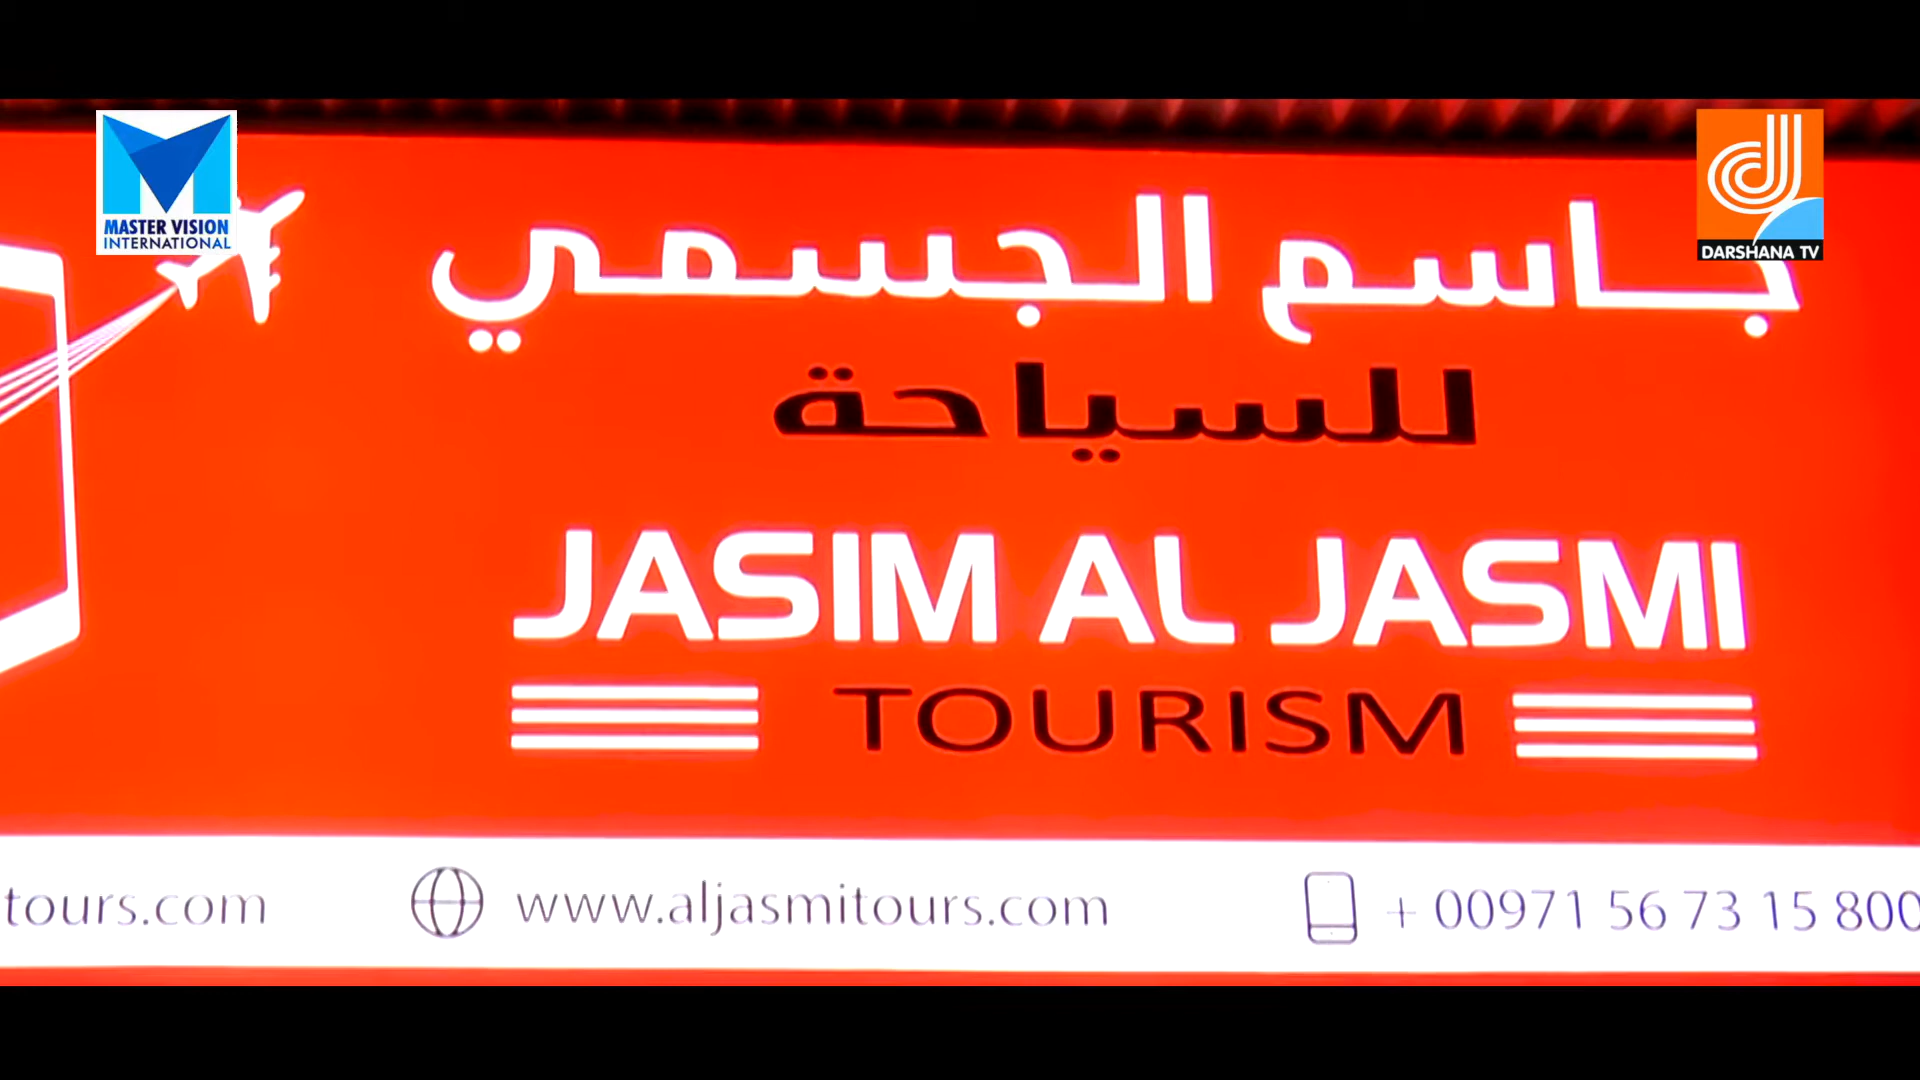 MASTER VISION
INTERNATIONAL
DARSHANA TV
جاسم الجسمي
للسياحة
JASIM AL JASMI
TOURISM
tours.com
www.aljasmitours.com
+ 00971 56 73 15 800